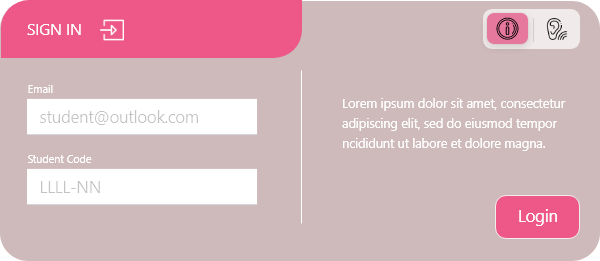 SIGN IN
Email
student@outlook.com
Student Code
LLLL-NN
Lorem ipsum dolor sit amet, consectetur
adipiscing elit, sed do eiusmod tempor
ncididunt ut labore et dolore magna.
Login